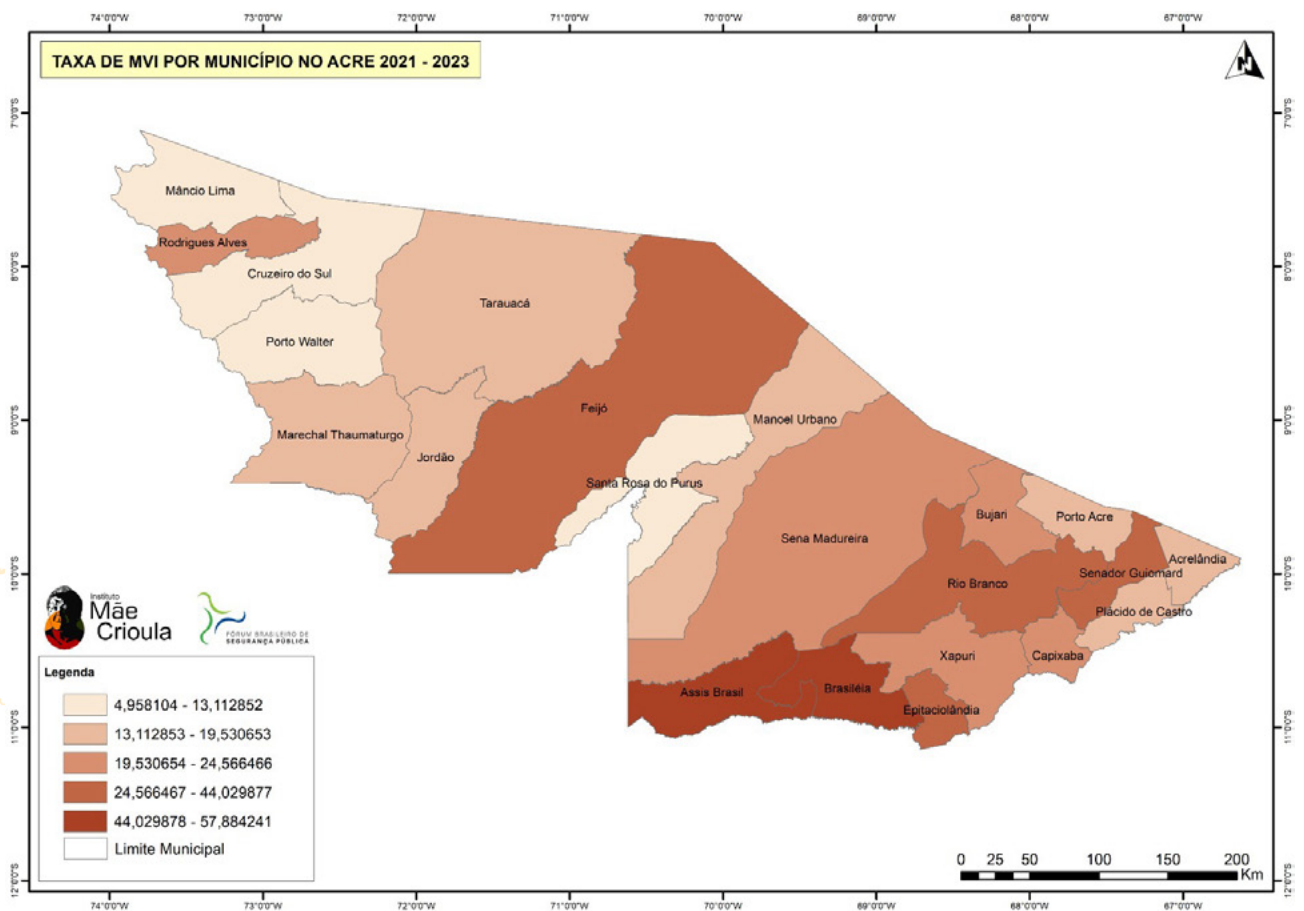 74°0'0"W 73°0'0"W 72°0'0"W 71°0'0"W 70°0'0"W 69°0'0"W 68°0'0"W 67°0'0"W
TAXA DE MVI POR MUNICÍPIO NO ACRE 2021 - 2023
N
7°0'0"S 7°0'0"S
Mâncio Lima
Rodrigues Alves
8°0'0"S 8°0'0"S
Cruzeiro do Sul
Tarauacá
Porto Walter
Feijó
9°0'0"S 9°0'0"S
Manoel Urbano
Marechal Thaumaturgo
Jordão
Santa Rosa do Purus
Bujari
Porto Acre
Sena Madureira
Acrelândia
10°0'0"S 10°0'0"S
Senador Guiomard
Rio Branco
Plácido de Castro
Xapuri
Capixaba
Assis Brasil
Brasiléia
Epitaciolândia
11°0'0"S 11°0'0"S
Instituto
Mãe
Crioula
FÓRUM BRASILEIRO DE
SEGURANÇA PÚBLICA
Legenda
4,958104 - 13,112852
13,112853 - 19,530653
19,530654 - 24,566466
24,566467 - 44,029877
44,029878 - 57,884241
Limite Municipal
0 25 50 100 150 200
Km
12°0'0"S 12°0'0"S
74°0'0"W 73°0'0"W 72°0'0"W 71°0'0"W 70°0'0"W 69°0'0"W 68°0'0"W 67°0'0"W